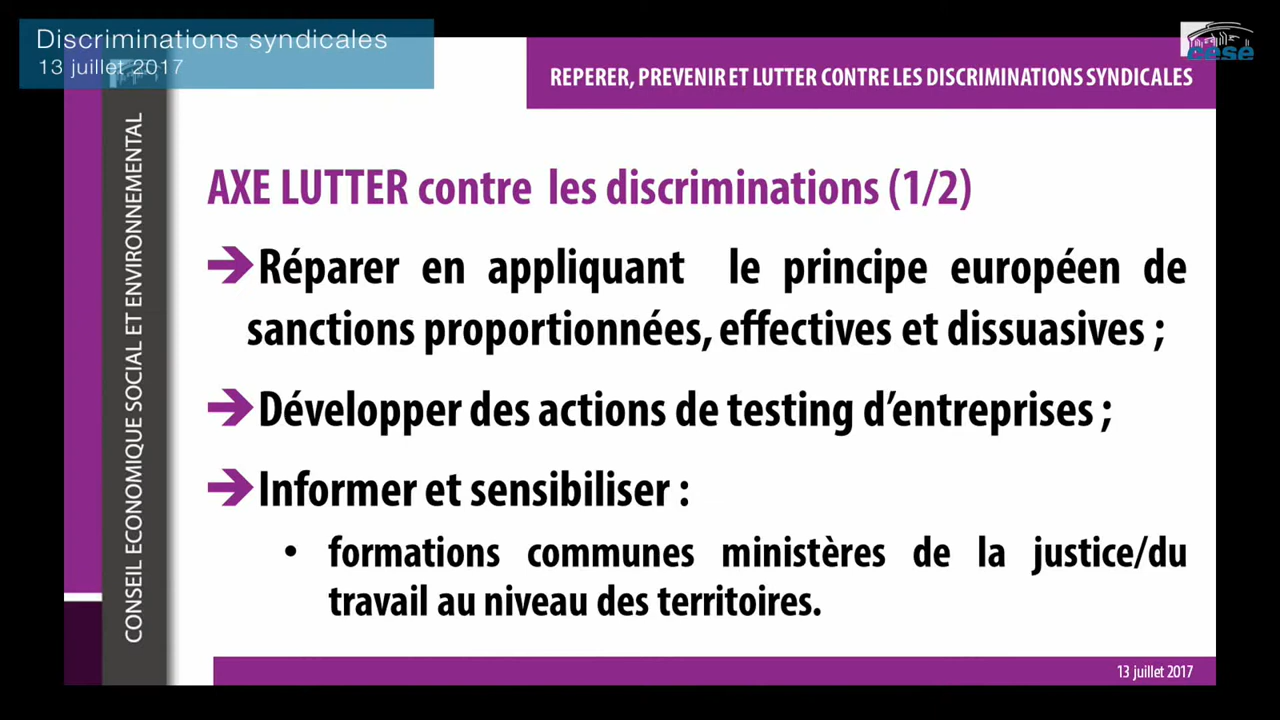 Discriminations syndicales
13 juillet 2017
cese
REPERER, PREVENIR ET LUTTER CONTRE LES DISCRIMINATIONS SYNDICALES
CONSEIL ECONOMIQUE SOCIAL ET ENVIRONNEMENTAL
AXE LUTTER contre les discriminations (1/2)
Réparer en appliquant le principe européen de
sanctions proportionnées, effectives et dissuasives ;
Développer des actions de testing d’entreprises ;
Informer et sensibiliser :
• formations communes ministères de la justice/du
travail au niveau des territoires.
13 juillet 2017